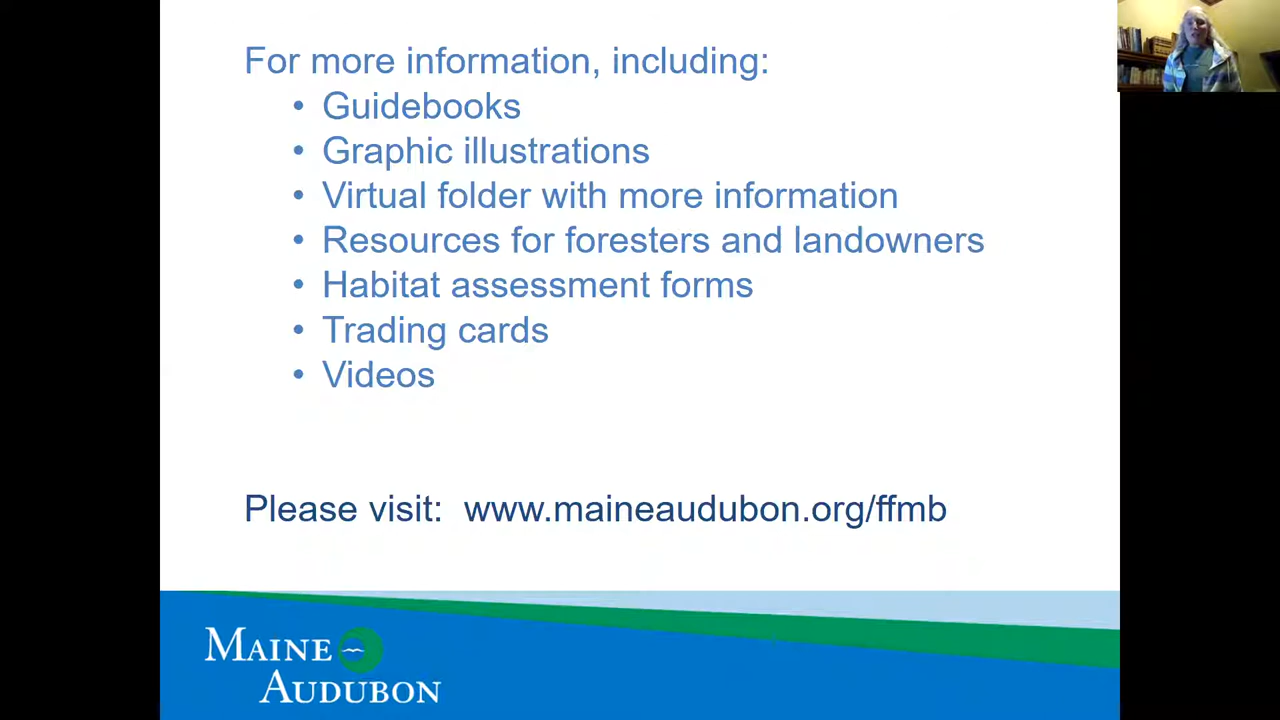 For more information, including:
• Guidebooks
• Graphic illustrations
• Virtual folder with more information
• Resources for foresters and landowners
• Habitat assessment forms
• Trading cards
• Videos
Please visit: www.maineaudubon.org/ffmb
MAINE
AUDUBON